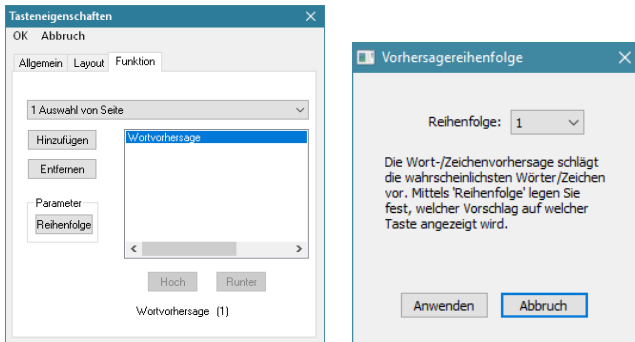 Tasteneigenschaften
OK Abbruch
Allgemein Layout Funktion
1 Auswahl von Seite
Hinzufügen
Wortvorhersage
Entfernen
Parameter
Reihenfolge
Hoch Runter
Wortvorhersage (1)
Vorhersagereihenfolge
Reihenfolge: 1
Die Wort-/Zeichenvorhersage schlägt
die wahrscheinlichsten Wörter/Zeichen
vor. Mittels 'Reihenfolge' legen Sie
fest, welcher Vorschlag auf welcher
Taste angezeigt wird.
Anwenden Abbruch